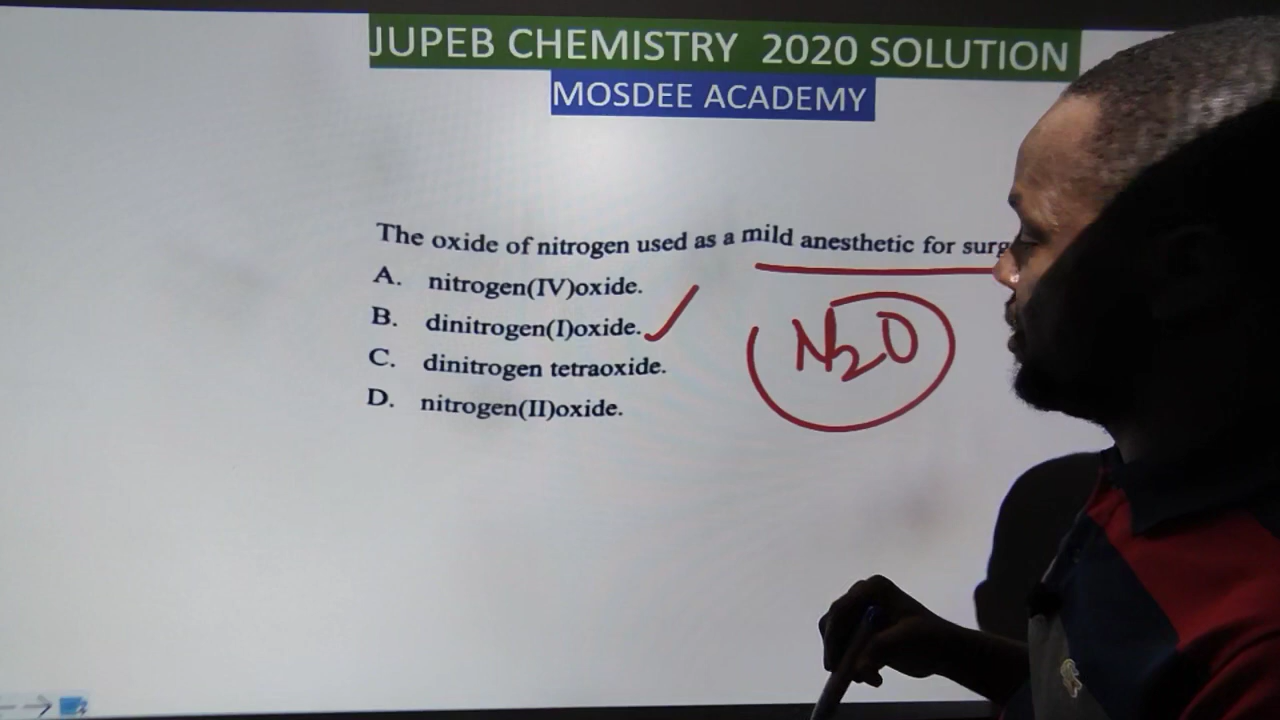 JUPEB CHEMISTRY 2020 SOLUTION
MOSDEE ACADEMY
The oxide of nitrogen used as a mild anesthetic for surg
A. nitrogen(IV)oxide.
B. dinitrogen(I)oxide.
C. dinitrogen tetraoxide.
D. nitrogen(II)oxide.
N2O